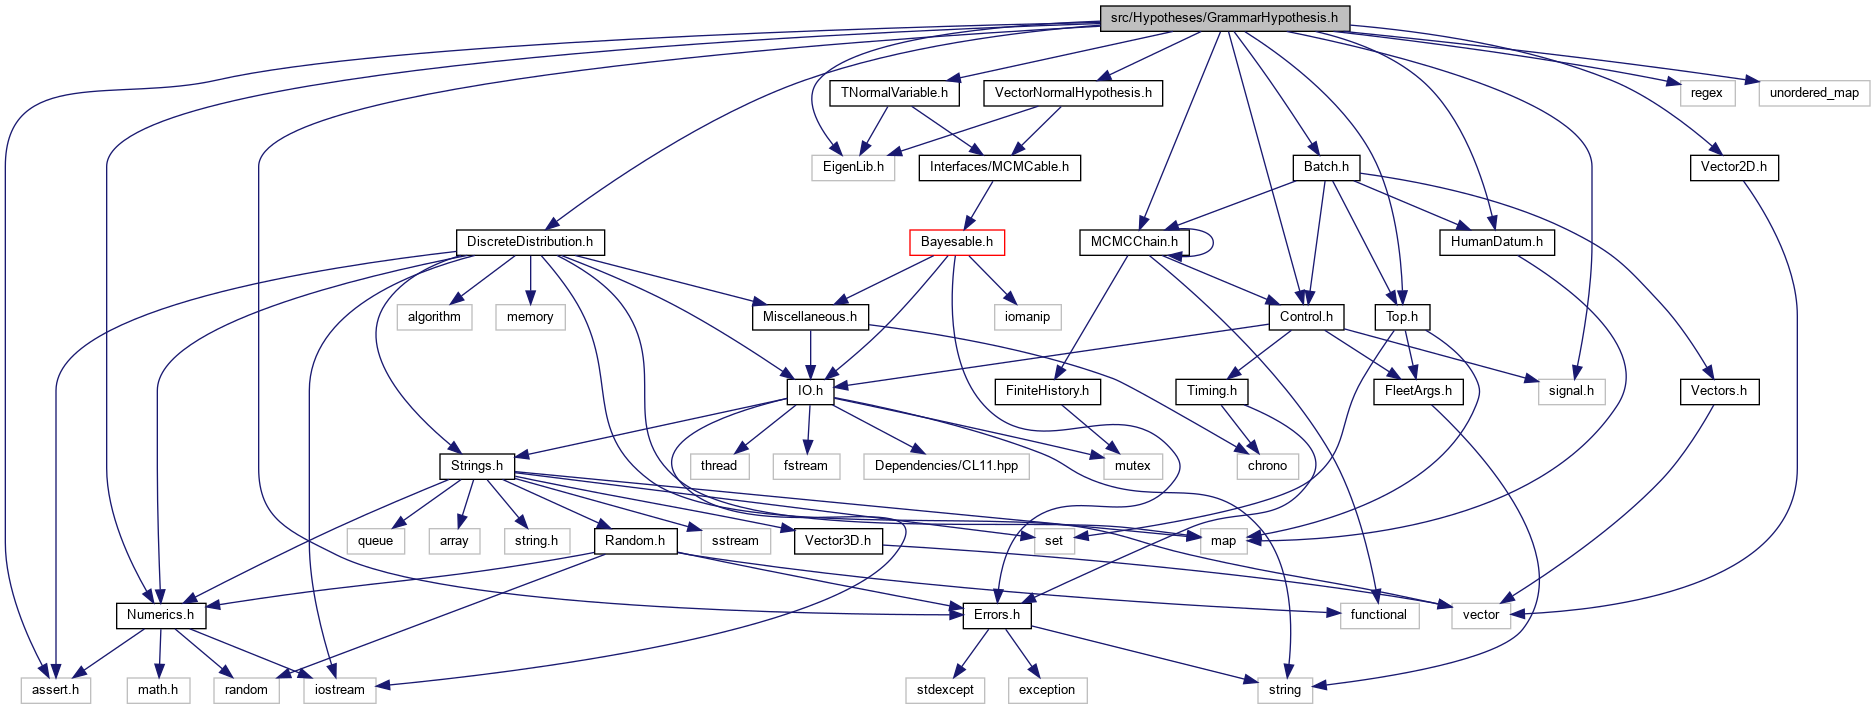 src/Hypotheses/GrammarHypothesis.h
TNormalVariable.h
VectorNormalHypothesis.h
regex
unordered_map
EigenLib.h
Interfaces/MCMCable.h
Batch.h
Vector2D.h
DiscreteDistribution.h
Bayesable.h
MCMCChain.h
HumanDatum.h
algorithm
memory
Miscellaneous.h
iomanip
Control.h
Top.h
IO.h
FiniteHistory.h
Timing.h
FleetArgs.h
signal.h
Vectors.h
Strings.h
thread
fstream
Dependencies/CL11.hpp
mutex
chrono
queue
array
string.h
Random.h
sstream
Vector3D.h
set
map
Numerics.h
Errors.h
functional
vector
assert.h
math.h
random
iostream
stdexcept
exception
string